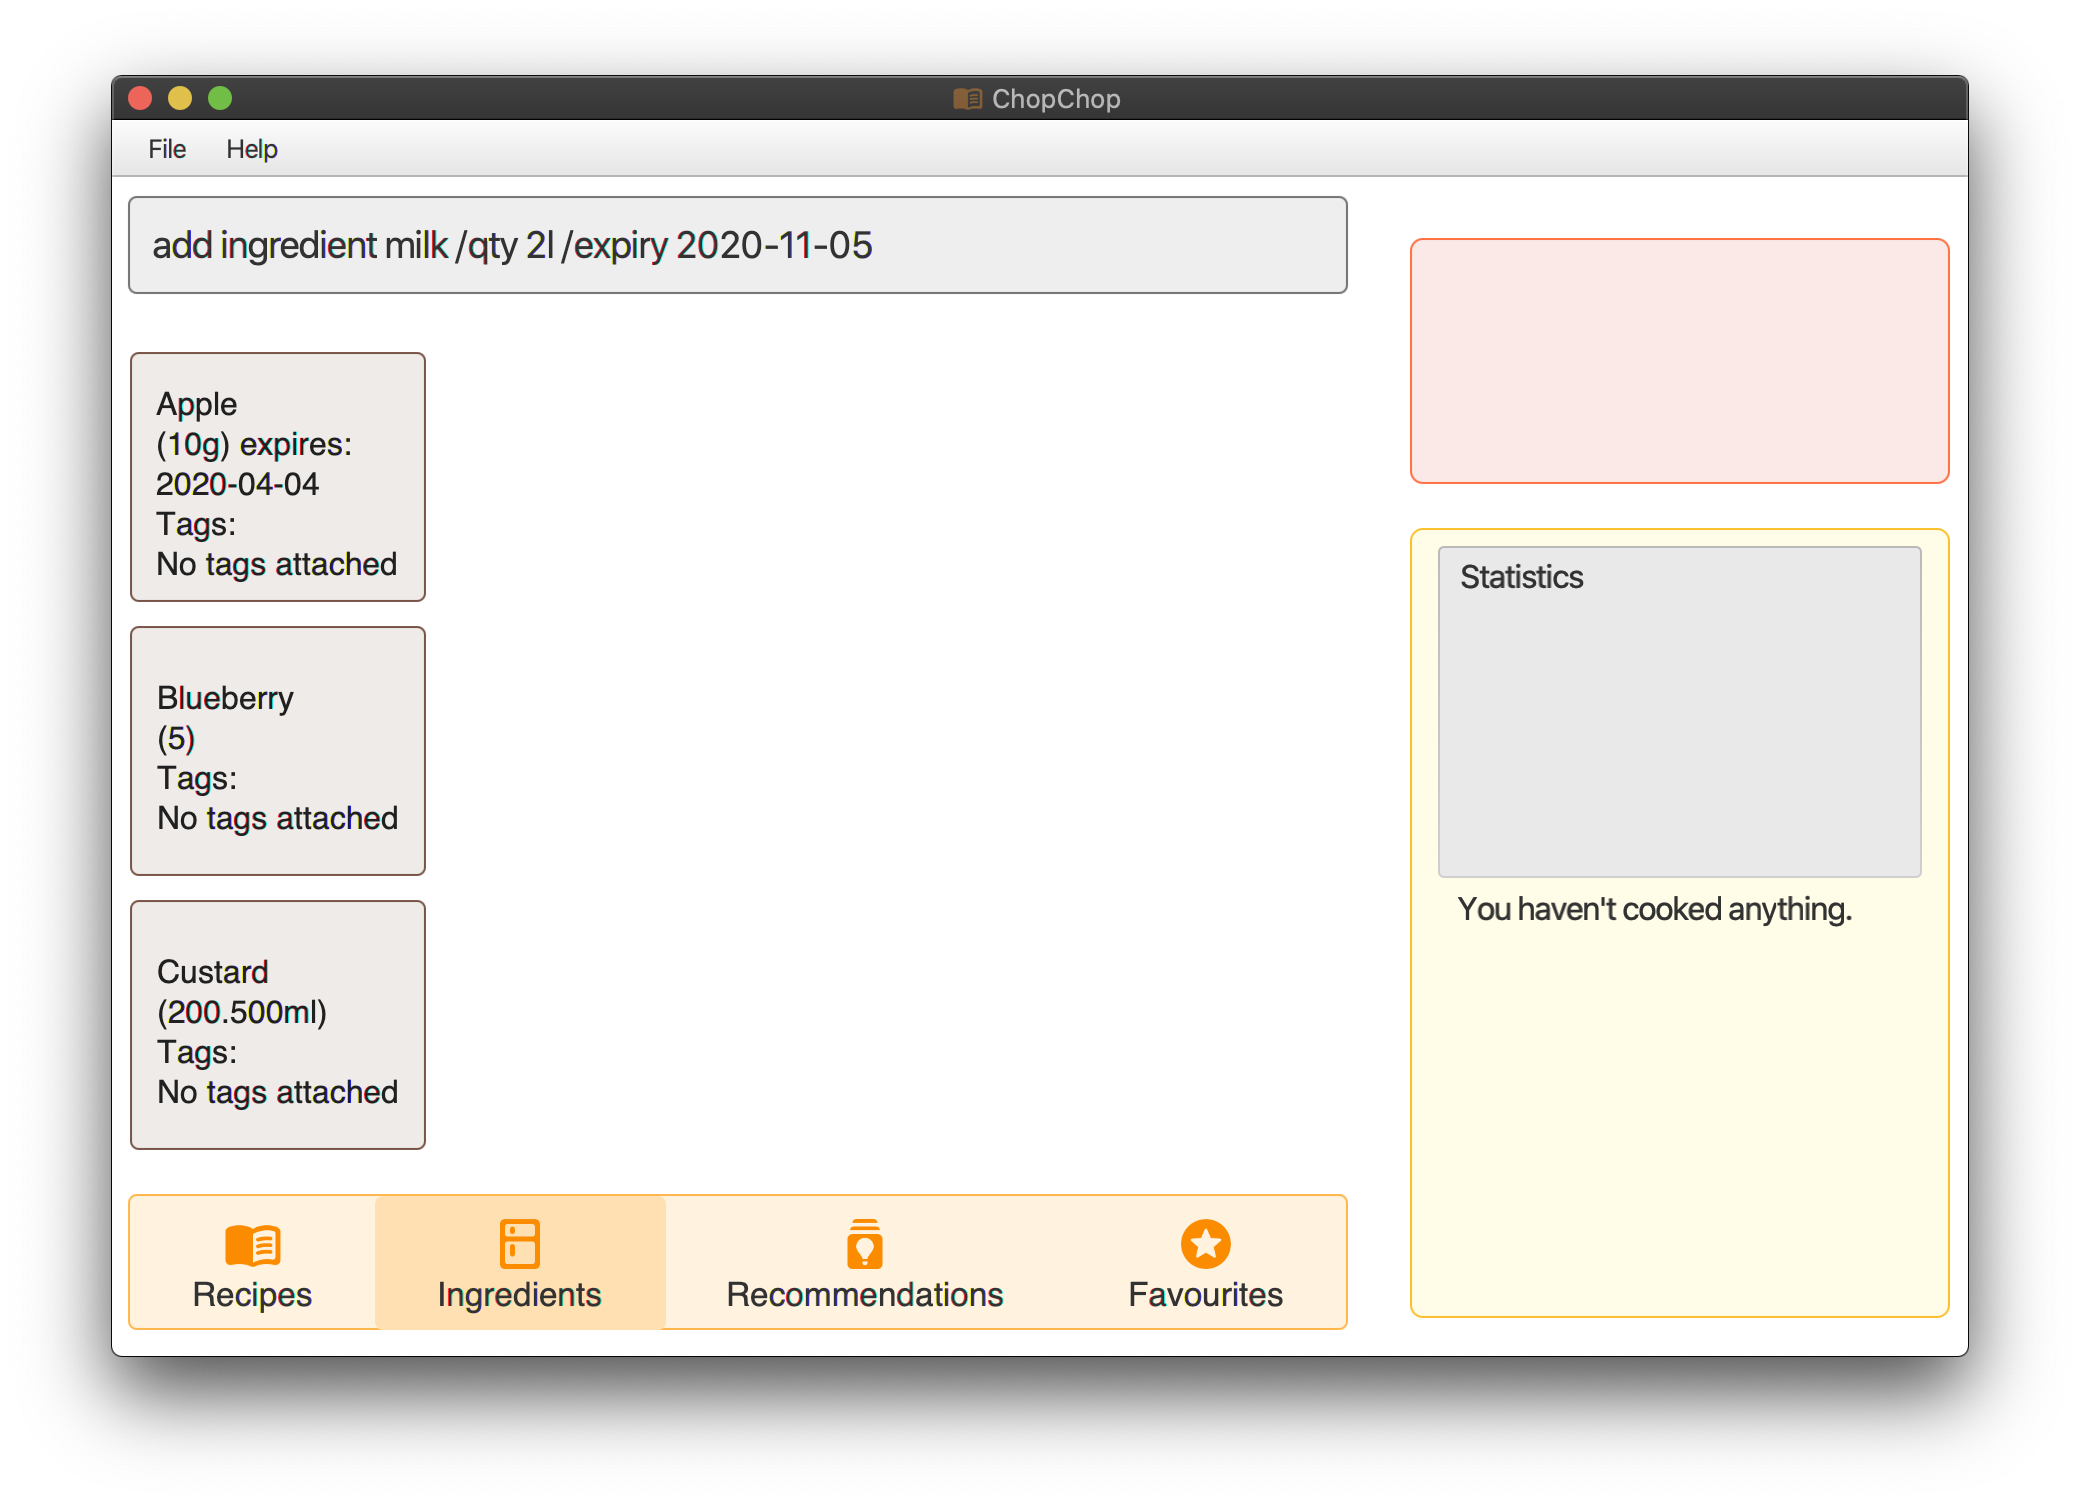 ChopChop
File Help
add ingredient milk /qty 2l /expiry 2020-11-05
Apple
(10g) expires:
2020-04-04
Tags:
No tags attached
Blueberry
(5)
Tags:
No tags attached
Custard
(200.500ml)
Tags:
No tags attached
Recipes Ingredients Recommendations Favourites
Statistics
You haven't cooked anything.